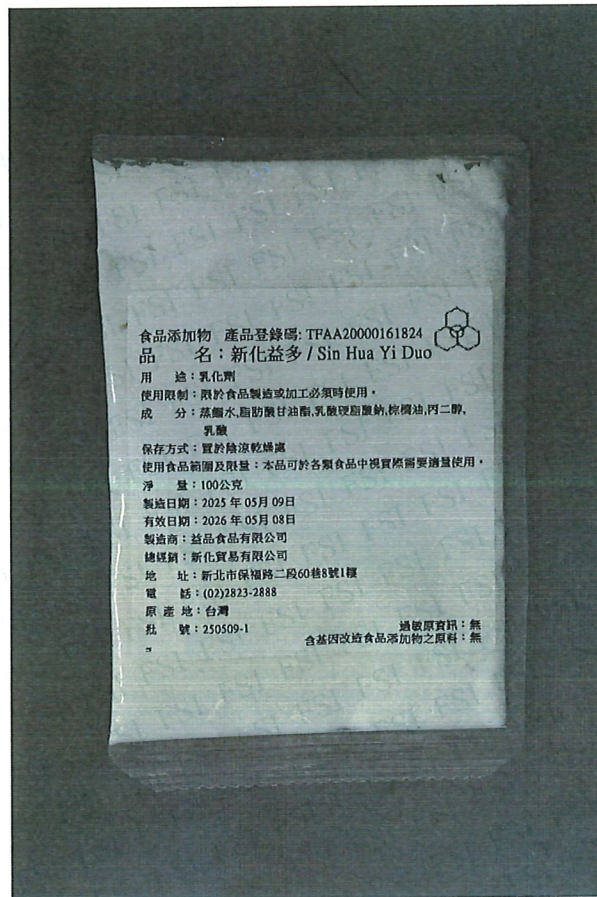 食品添加物 產品登錄碼: TFAA20000161824
品 名：新化益多 / Sin Hua Yi Duo
用 途：乳化劑
使用限制：限於食品製造或加工必須時使用。
成 分：蒸餾水,脂肪酸甘油酯,乳酸硬脂酸鈉,棕櫚油,丙二醇,
乳酸
保存方式：置於陰涼乾燥處
使用食品範圍及限量：本品可於各類食品中視實際需要適量使用。
淨 量：100公克
製造日期：2025 年 05月 09日
有效日期：2026 年 05月 08日
製造商：益品食品有限公司
總經銷：新化貿易有限公司
地 址：新北市保福路二段60巷8號1樓
電 話：(02)2823-2888
原 產 地：台灣
批 號：250509-1
過敏原資訊：無
含基因改造食品添加物之原料：無